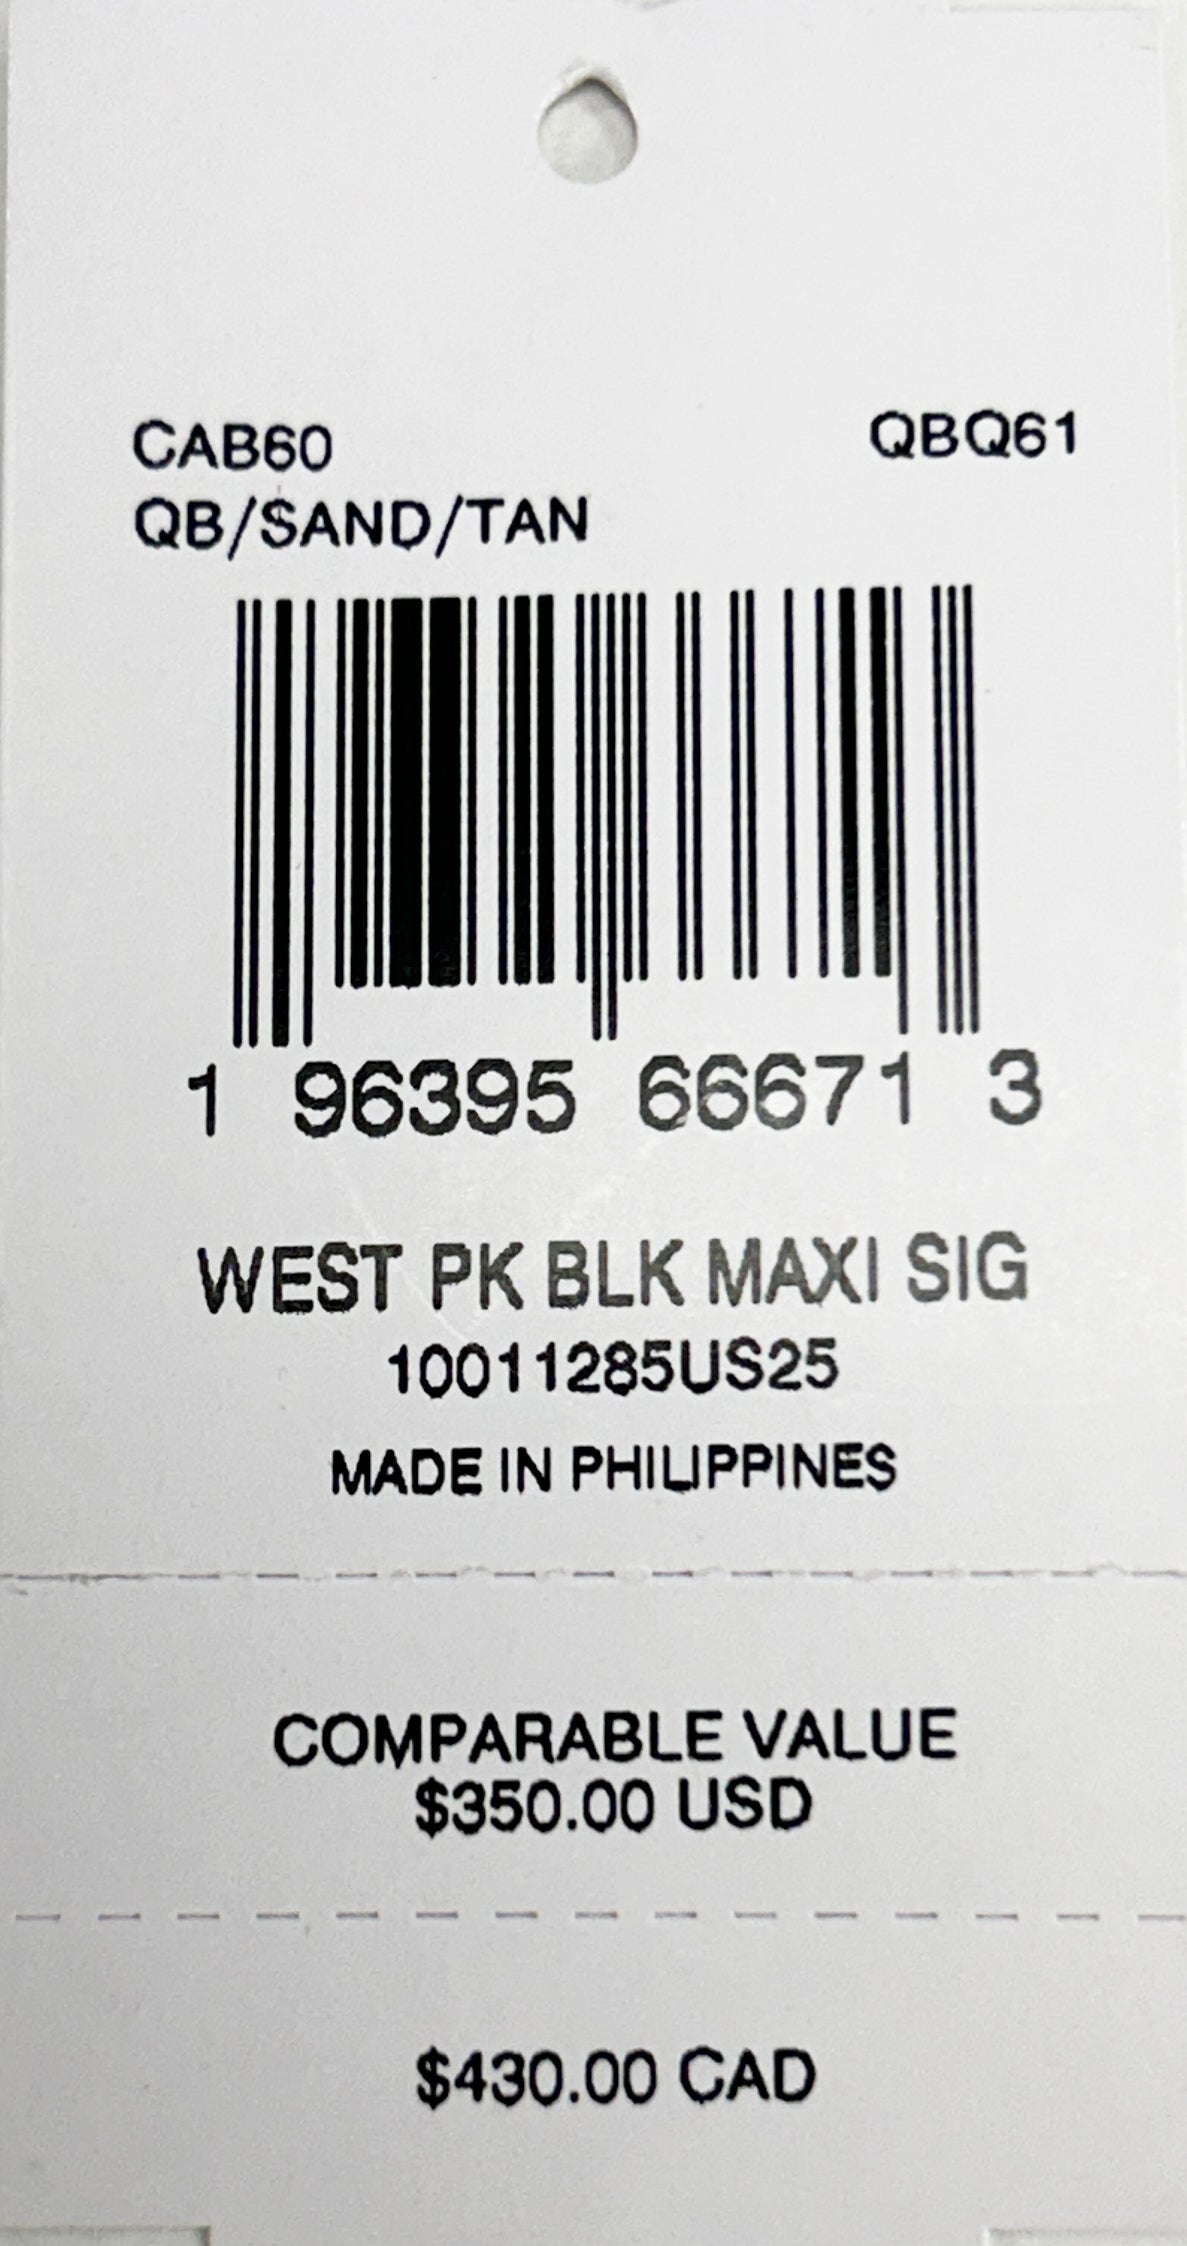 CAB60 QBQ61
QB/SAND/TAN
1 96395 66671 3
WEST PK BLK MAXI SIG
10011285US25
MADE IN PHILIPPINES
COMPARABLE VALUE
$350.00 USD
$430.00 CAD